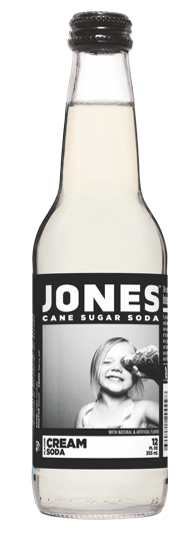 JONES
CANE SUGAR SODA
WITH NATURAL & ARTIFICIAL FLAVORS
CREAM
SODA
12
FL OZ
355 mL